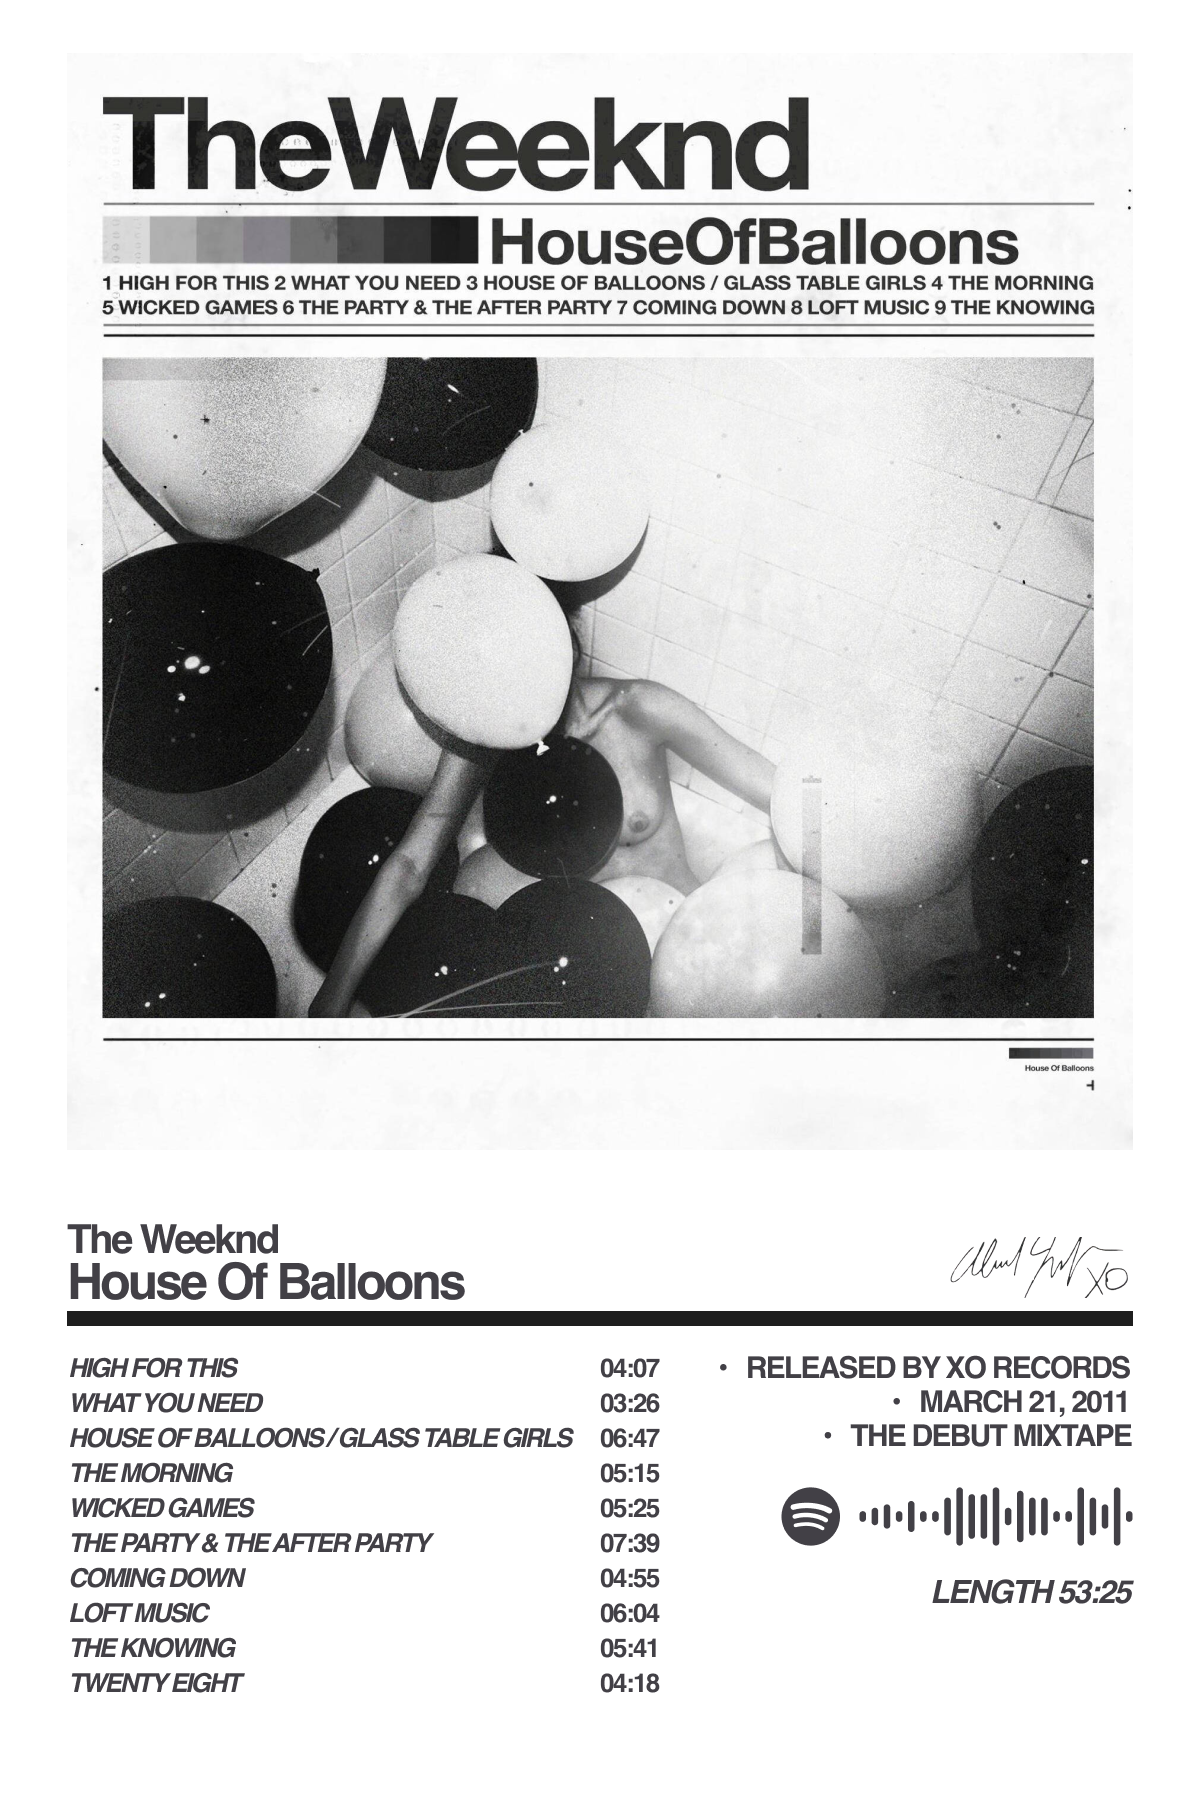 TheWeeknd
HouseOfBalloons
1 HIGH FOR THIS 2 WHAT YOU NEED 3 HOUSE OF BALLOONS / GLASS TABLE GIRLS 4 THE MORNING
5 WICKED GAMES 6 THE PARTY & THE AFTER PARTY 7 COMING DOWN 8 LOFT MUSIC 9 THE KNOWING
House Of Balloons
The Weeknd
House Of Balloons
XO
HIGH FOR THIS 04:07
WHAT YOU NEED 03:26
HOUSE OF BALLOONS / GLASS TABLE GIRLS 06:47
THE MORNING 05:15
WICKED GAMES 05:25
THE PARTY & THE AFTER PARTY 07:39
COMING DOWN 04:55
LOFT MUSIC 06:04
THE KNOWING 05:41
TWENTY EIGHT 04:18
• RELEASED BY XO RECORDS
• MARCH 21, 2011
• THE DEBUT MIXTAPE
LENGTH 53:25